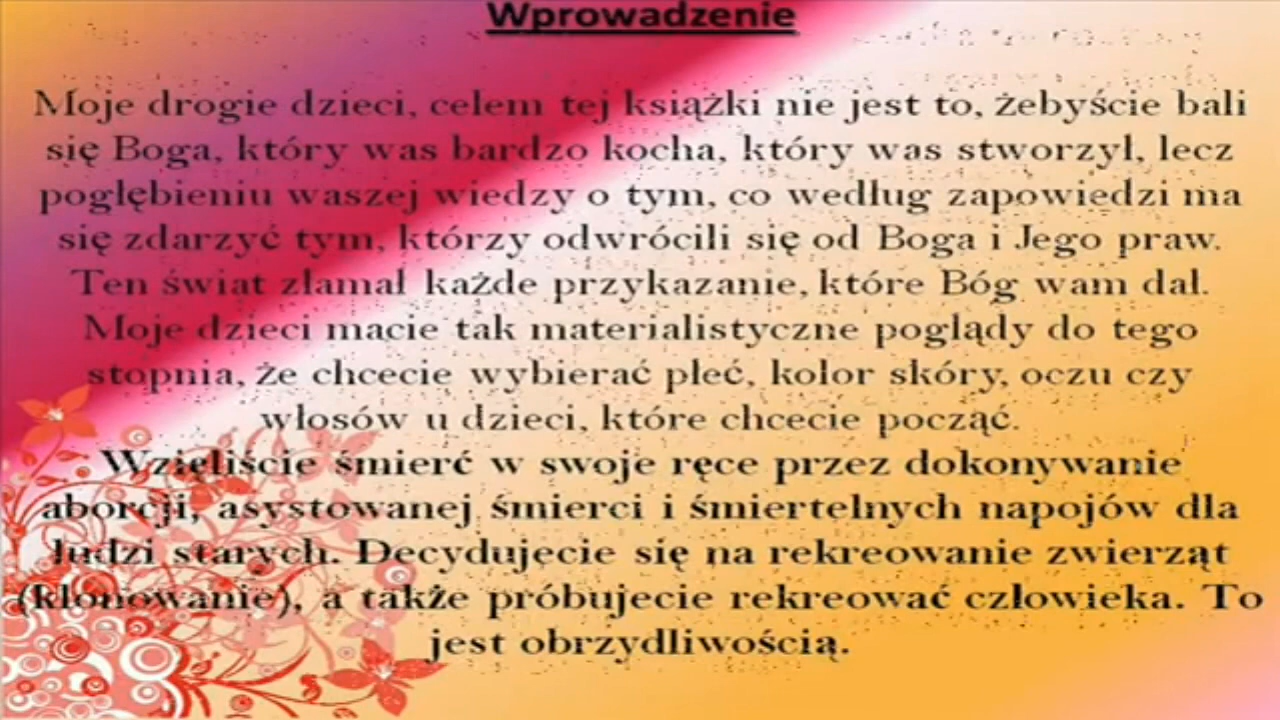 Wprowadzenie
Moje drogie dzieci, celem tej książki nie jest to, żebyście bali
się Boga, który was bardzo kocha, który was stworzył, lecz
pogłębieniu waszej wiedzy o tym, co według zapowiedzi ma
się zdarzyć tym, którzy odwrócili się od Boga i Jego praw.
Ten świat złamał każde przykazanie, które Bóg wam dał.
Moje dzieci macie tak materialistyczne poglądy do tego
stopnia, że chcecie wybierać płeć, kolor skóry, oczu czy
włosów u dzieci, które chcecie począć.
Wzięliście śmierć w swoje ręce przez dokonywanie
aborcji, asystowanej śmierci i śmiertelnych napojów dla
ludzi starych. Decydujecie się na rekreowanie zwierząt
(klonowanie), a także próbujecie rekreować człowieka. To
jest obrzydliwością.